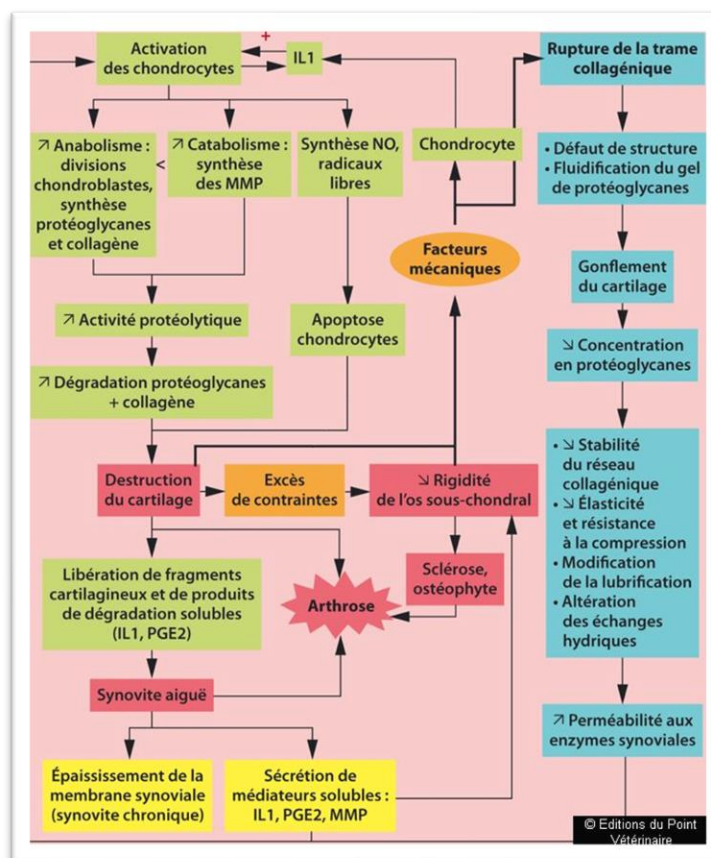 Activation
des chondrocytes
+
IL1
Rupture de la trame
collagénique
↗ Anabolisme :
divisions
chondroblastes,
synthèse
protéoglycanes
et collagène
<
↗ Catabolisme :
synthèse
des MMP
Synthèse NO,
radicaux
libres
Chondrocyte
• Défaut de structure
• Fluidification du gel
de protéoglycanes
Facteurs
mécaniques
Gonflement
du cartilage
↗ Activité protéolytique
Apoptose
chondrocytes
↘ Concentration
en protéoglycanes
↗ Dégradation protéoglycanes
+ collagène
Destruction
du cartilage
Excès
de contraintes
↘ Rigidité
de l'os sous-chondral
• ↘ Stabilité
du réseau
collagénique
• ↘ Élasticité
et résistance
à la compression
• Modification
de la lubrification
• Altération
des échanges
hydriques
Libération de fragments
cartilagineux et de produits
de dégradation solubles
(IL1, PGE2)
Arthrose
Sclérose,
ostéophyte
Synovite aiguë
↗ Perméabilité aux
enzymes synoviales
Épaississement de la
membrane synoviale
(synovite chronique)
Sécrétion de
médiateurs solubles :
IL1, PGE2, MMP
© Editions du Point
Vétérinaire